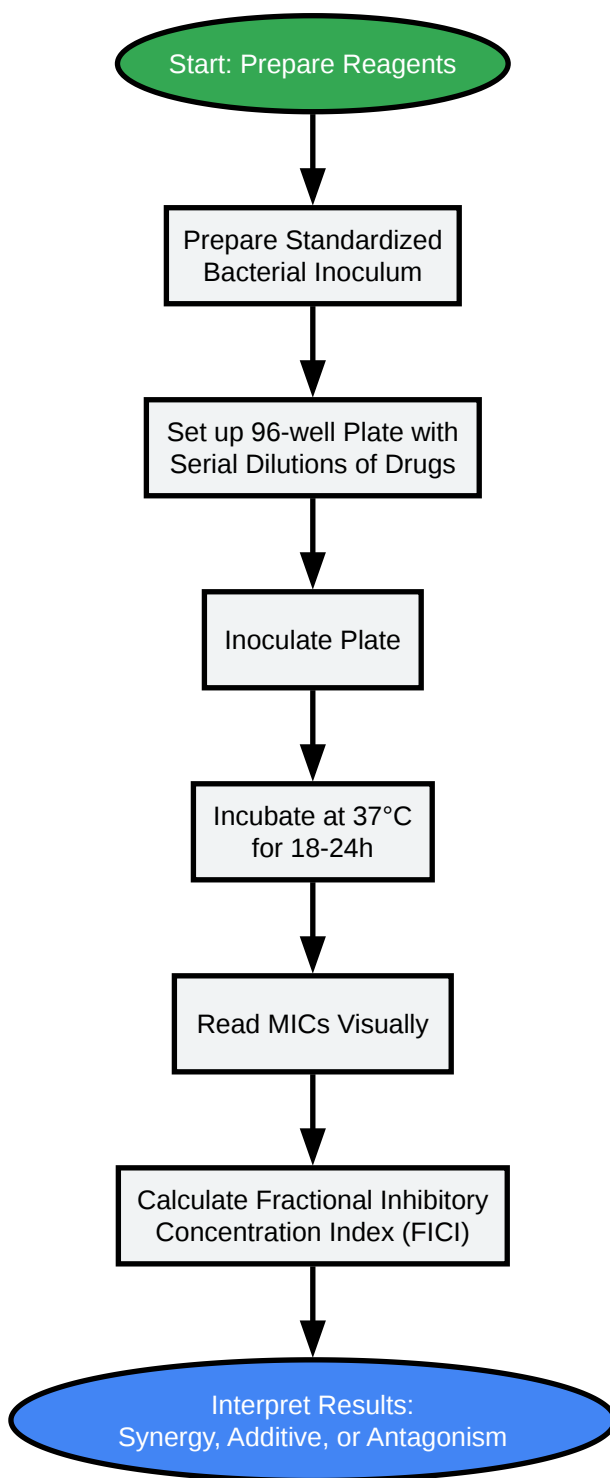 Start: Prepare Reagents
Prepare Standardized
Bacterial Inoculum
Set up 96-well Plate with
Serial Dilutions of Drugs
Inoculate Plate
Incubate at 37°C
for 18-24h
Read MICs Visually
Calculate Fractional Inhibitory
Concentration Index (FICI)
Interpret Results:
Synergy, Additive, or Antagonism